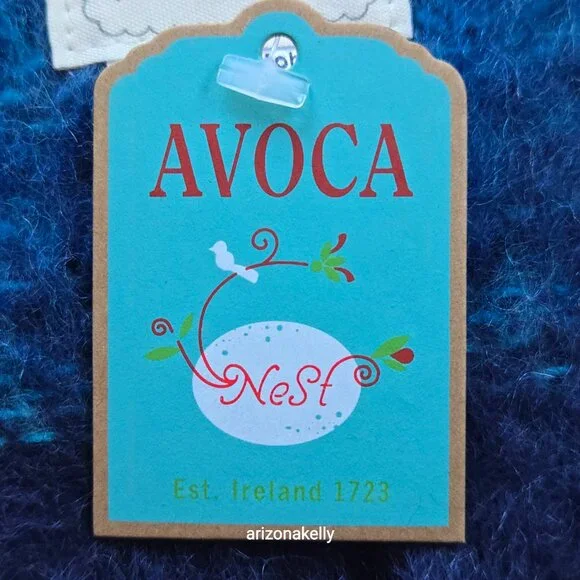 AVOCA
NeSt
Est. Ireland 1723
arizonakelly